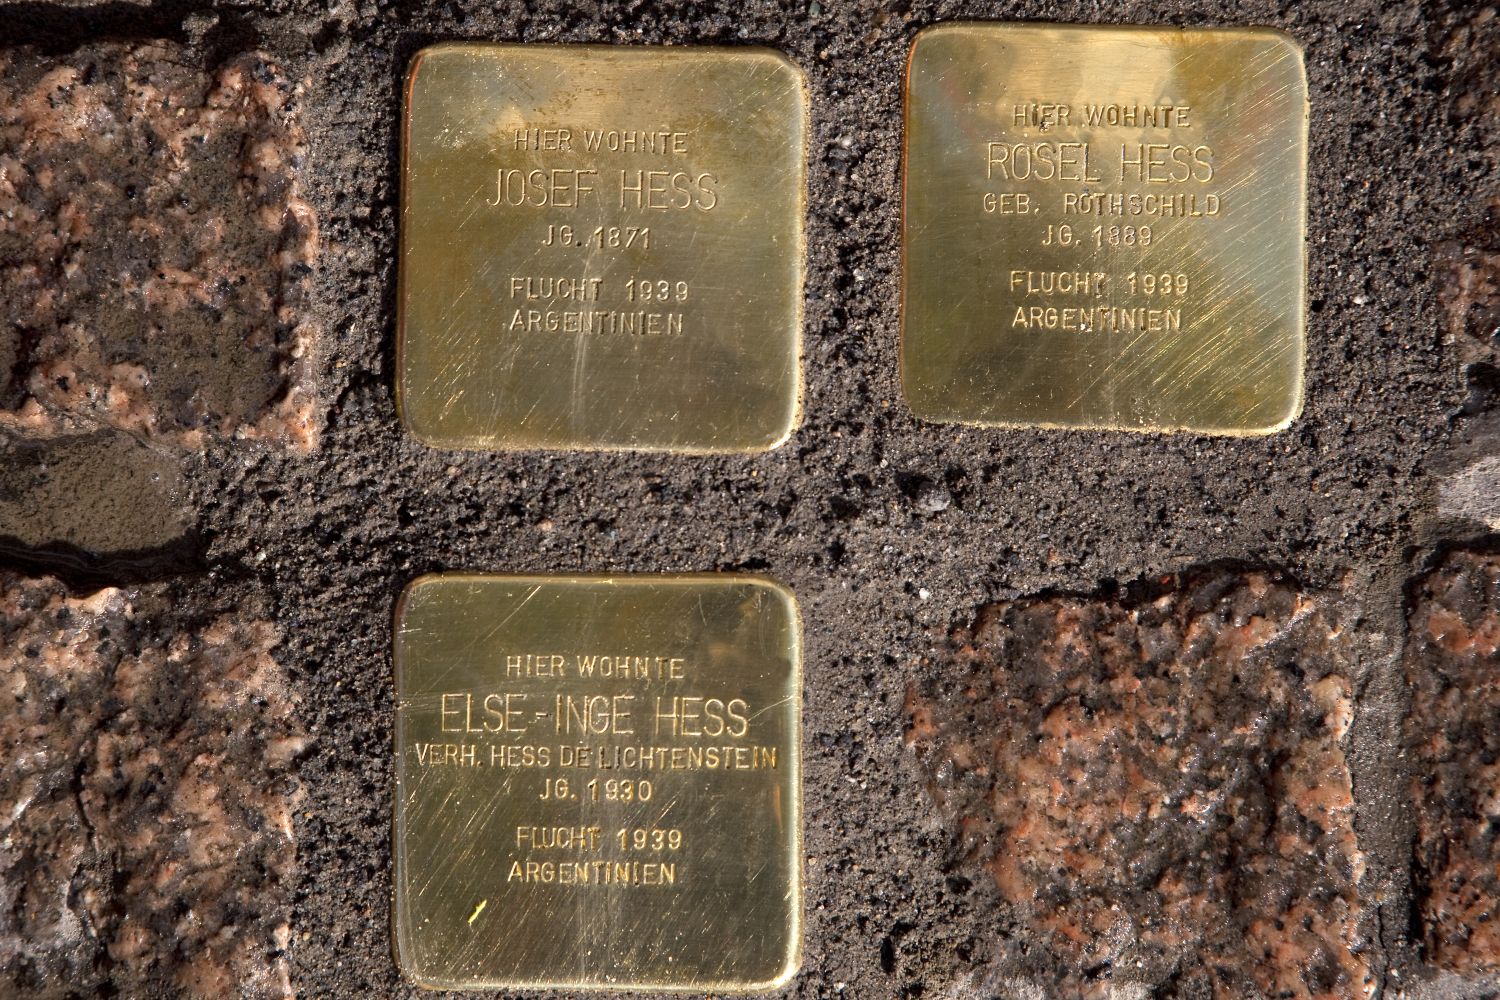 HIER WOHNTE
JOSEF HESS
JG. 1871
FLUCHT 1939
ARGENTINIEN
HIER WOHNTE
ROSEL HESS
GEB. ROTHSCHILD
JG. 1889
FLUCHT 1939
ARGENTINIEN
HIER WOHNTE
ELSE-INGE HESS
VERH. HESS DE LICHTENSTEIN
JG. 1930
FLUCHT 1939
ARGENTINIEN